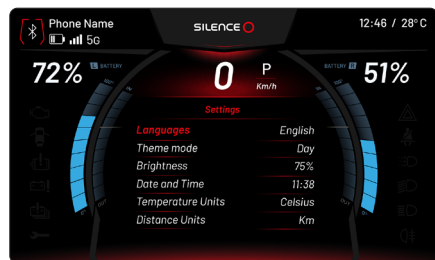 Phone Name
5G
SILENCE
12:46 / 28°C
72%
L BATTERY
0
P
Km/h
BATTERY R
51%
Settings
Languages English
Theme mode Day
Brightness 75%
Date and Time 11:38
Temperature Units Celsius
Distance Units Km